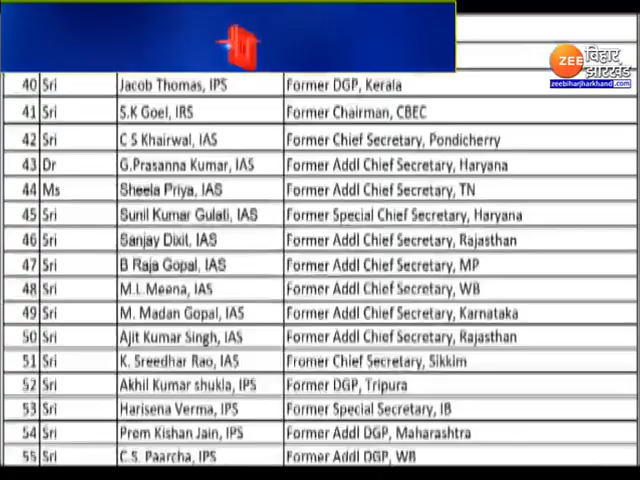 ZEE बिहार झारखंड
zeebiharjharkhand.com
40 Sri Jacob Thomas, IPS Former DGP, Kerala
41 Sri S.K Goel, IRS Former Chairman, CBEC
42 Sri C S Khairwal, IAS Former Chief Secretary, Pondicherry
43 Dr G.Prasanna Kumar, IAS Former Addl Chief Secretary, Haryana
44 Ms Sheela Priya, IAS Former Addl Chief Secretary, TN
45 Sri Sunil Kumar Gulati, IAS Former Special Chief Secretary, Haryana
46 Sri Sanjay Dixit, IAS Former Addl Chief Secretary, Rajasthan
47 Sri B Raja Gopal, IAS Former Addl Chief Secretary, MP
48 Sri M.L Meena, IAS Former Addl Chief Secretary, WB
49 Sri M. Madan Gopal, IAS Former Addl Chief Secretary, Karnataka
50 Sri Ajit Kumar Singh, IAS Former Addl Chief Secretary, Rajasthan
51 Sri K. Sreedhar Rao, IAS Fromer Chief Secretary, Sikkim
52 Sri Akhil Kumar shukla, IPS Former DGP, Tripura
53 Sri Harisena Verma, IPS Former Special Secretary, IB
54 Sri Prem Kishan Jain, IPS Former Addl DGP, Maharashtra
55 Sri C.S. Paarcha, IPS Former Addl DGP, WB